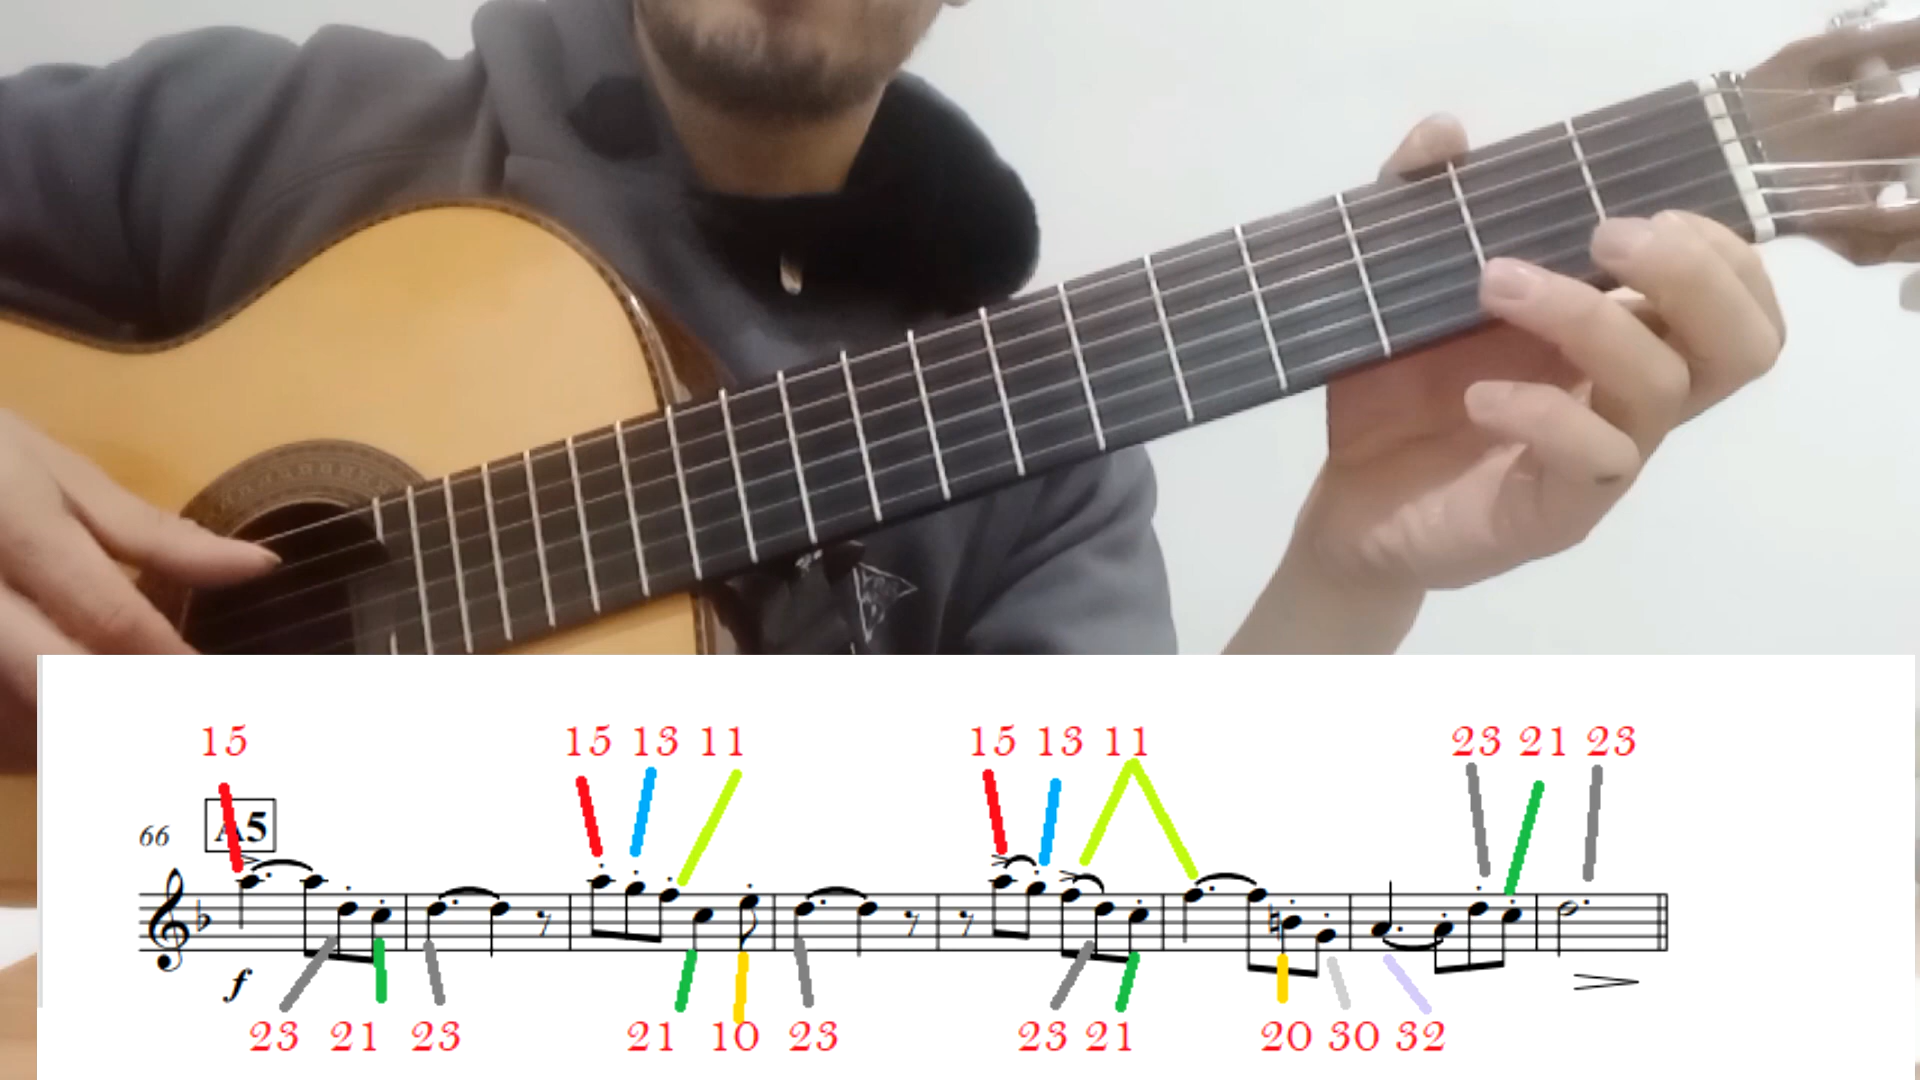 15 15 13 11 15 13 11 23 21 23
66 A5
f
23 21 23 21 10 23 23 21 20 30 32